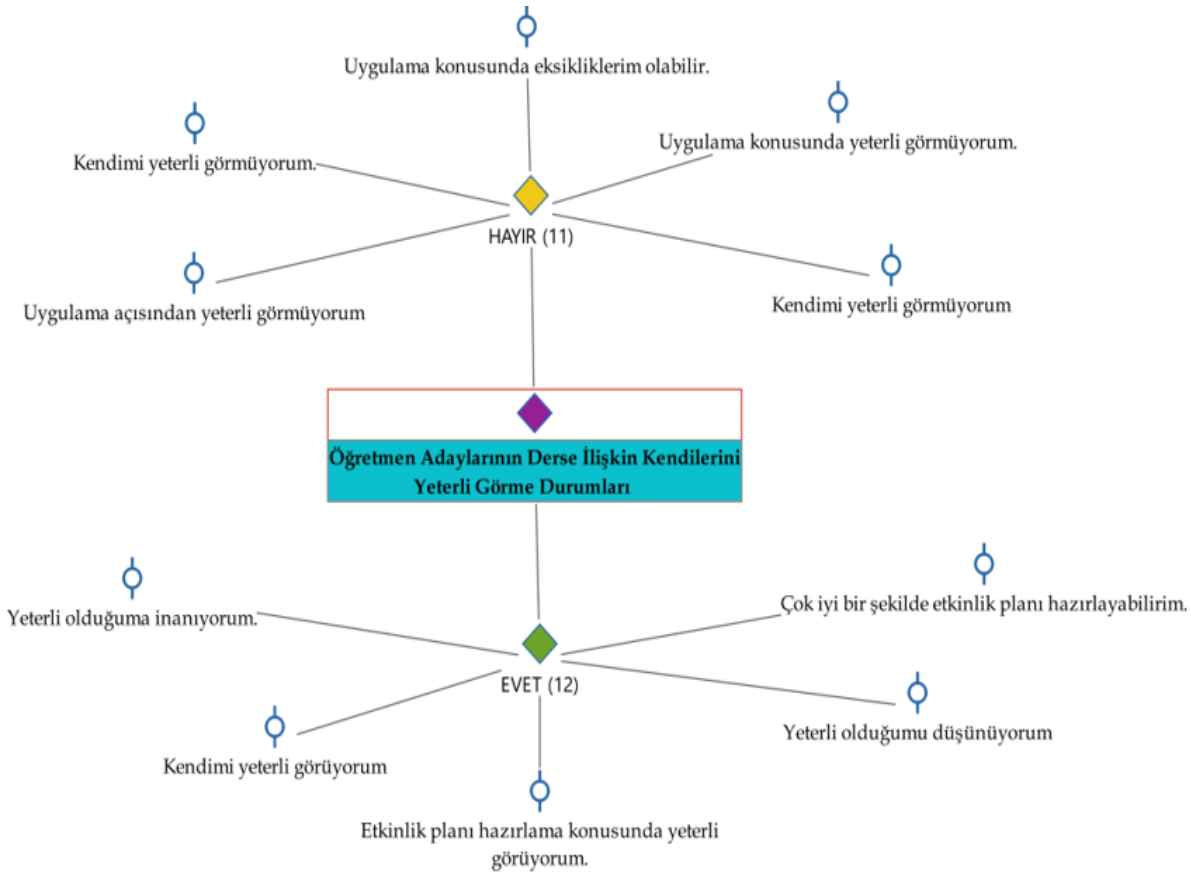 Uygulama konusunda eksikliklerim olabilir.
Uygulama konusunda yeterli görmüyorum.
Kendimi yeterli görmüyorum.
HAYIR (11)
Uygulama açısından yeterli görmüyorum
Kendimi yeterli görmüyorum
Öğretmen Adaylarının Derse İlişkin Kendilerini
Yeterli Görme Durumları
Yeterli olduğuma inanıyorum.
Çok iyi bir şekilde etkinlik planı hazırlayabilirim.
EVET (12)
Yeterli olduğumu düşünüyorum
Kendimi yeterli görüyorum
Etkinlik planı hazırlama konusunda yeterli
görüyorum.